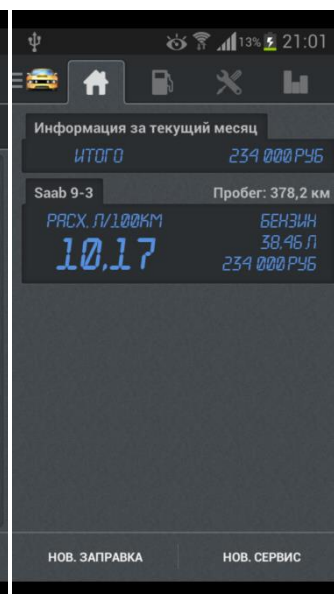 13% 21:01
Информация за текущий месяц
ИТОГО 234 000 РУБ
Saab 9-3 Пробег: 378,2 км
РАСХ. Л/100КМ БЕНЗИН
10,17 38,46 Л
234 000 РУБ
НОВ. ЗАПРАВКА НОВ. СЕРВИС